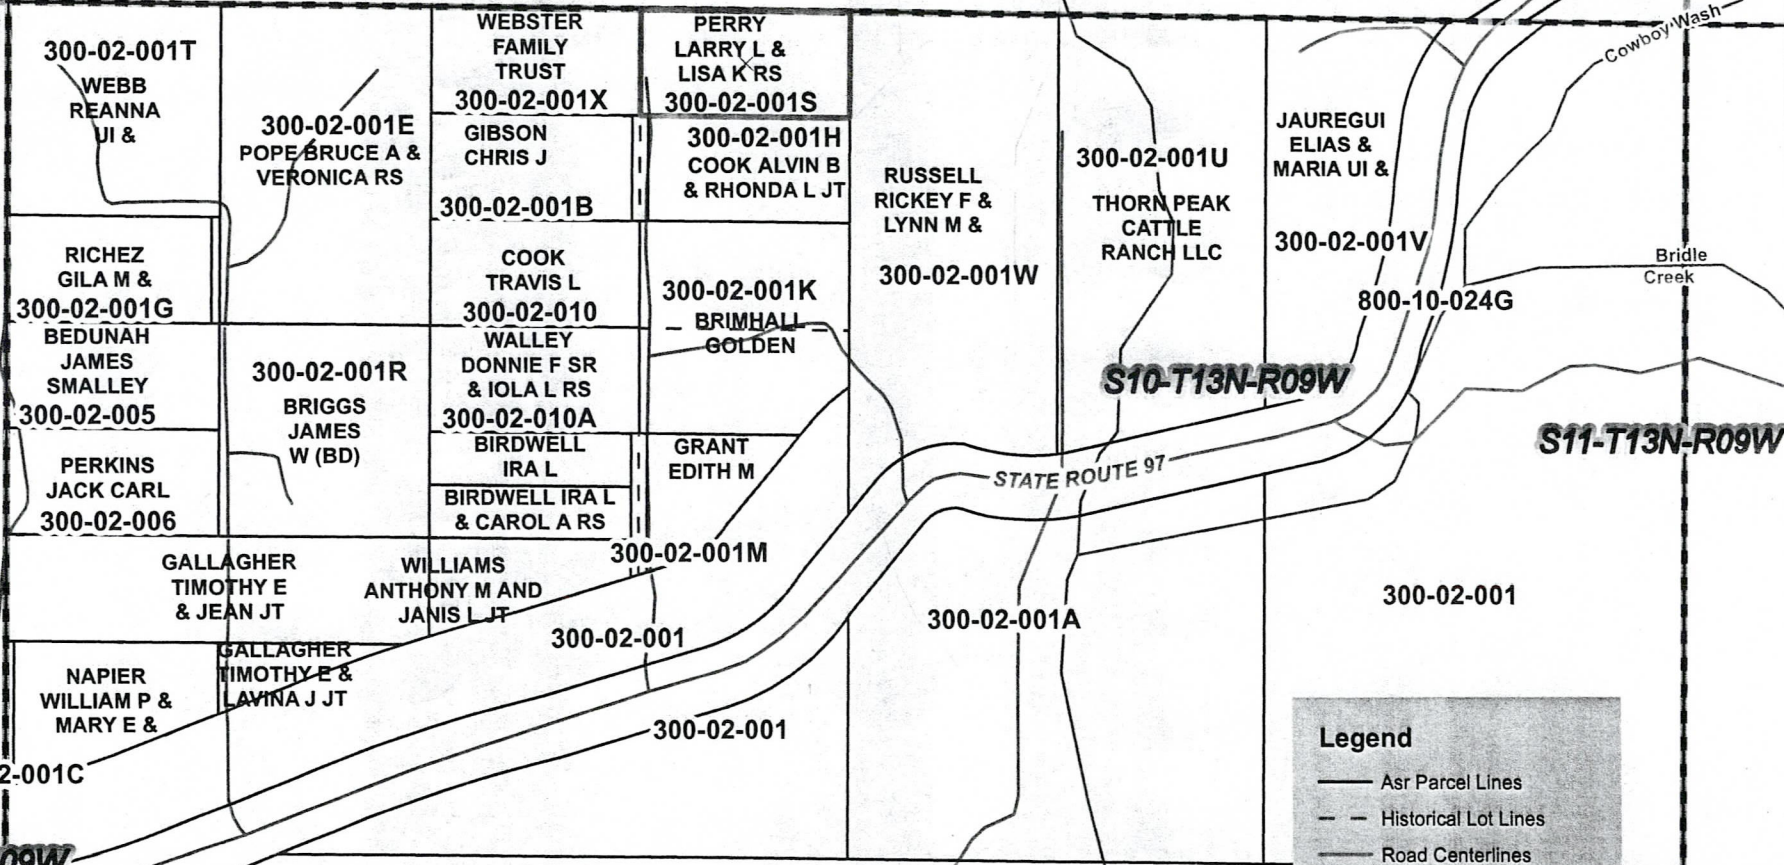 300-02-001T
WEBB
REANNA
UI &
300-02-001E
POPE BRUCE A &
VERONICA RS
WEBSTER
FAMILY
TRUST
300-02-001X
PERRY
LARRY L &
LISA K RS
300-02-001S
GIBSON
CHRIS J
300-02-001B
300-02-001H
COOK ALVIN B
& RHONDA L JT
RUSSELL
RICKEY F &
LYNN M &
300-02-001W
300-02-001U
THORN PEAK
CATTLE
RANCH LLC
JAUREGUI
ELIAS &
MARIA UI &
300-02-001V
Cowboy Wash
Bridle
Creek
800-10-024G
RICHEZ
GILA M &
300-02-001G
COOK
TRAVIS L
300-02-010
300-02-001K
BRIMHALL
GOLDEN
BEDUNAH
JAMES
SMALLEY
300-02-005
300-02-001R
BRIGGS
JAMES
W (BD)
WALLEY
DONNIE F SR
& IOLA L RS
300-02-010A
S10-T13N-R09W
S11-T13N-R09W
PERKINS
JACK CARL
300-02-006
BIRDWELL
IRA L
BIRDWELL IRA L
& CAROL A RS
GRANT
EDITH M
STATE ROUTE 97
300-02-001M
GALLAGHER
TIMOTHY E
& JEAN JT
WILLIAMS
ANTHONY M AND
JANIS L JT
300-02-001
300-02-001A
300-02-001
NAPIER
WILLIAM P &
MARY E &
GALLAGHER
TIMOTHY E &
LAVINA J JT
300-02-001
2-001C
09W
Legend
Asr Parcel Lines
Historical Lot Lines
Road Centerlines